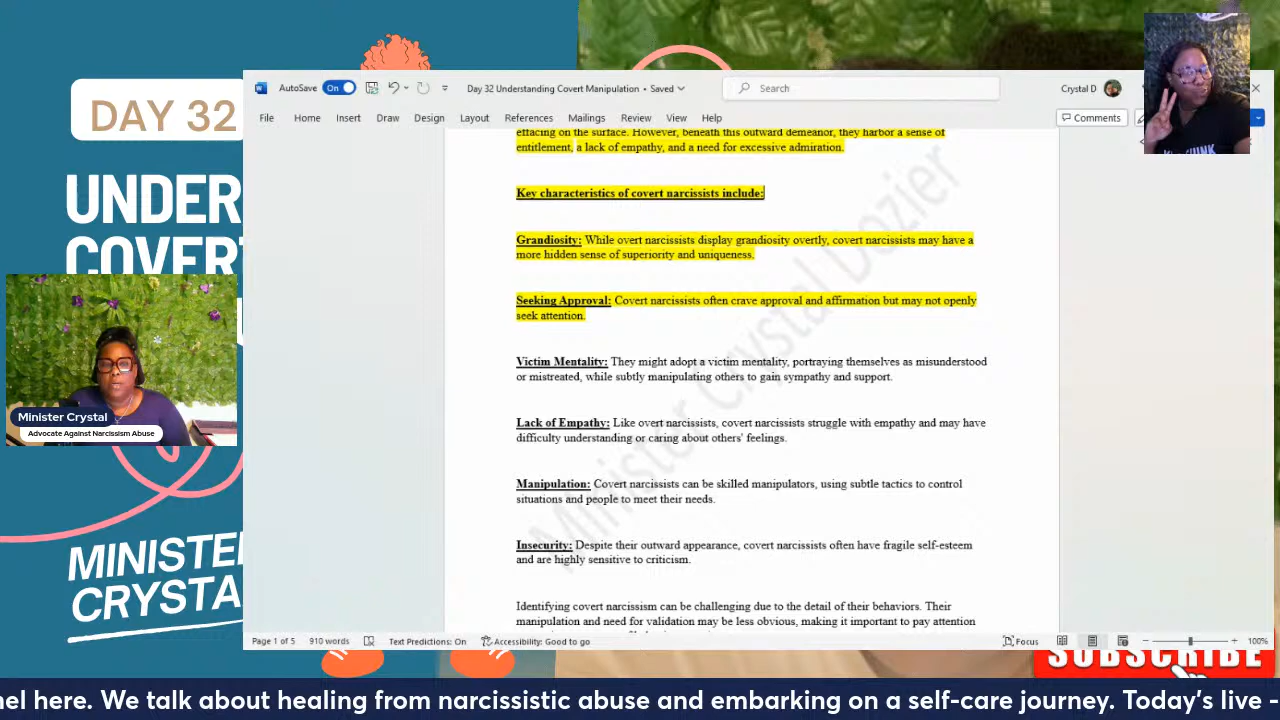 DAY 32
UNDER
COVERT
MINISTER
CRYSTA
Minister Crystal
Advocate Against Narcissism Abuse
AutoSave On
Day 32 Understanding Covert Manipulation • Saved
Search
Crystal D
File Home Insert Draw Design Layout References Mailings Review View Help
Comments
effacing on the surface. However, beneath this outward demeanor, they harbor a sense of
entitlement, a lack of empathy, and a need for excessive admiration.
Key characteristics of covert narcissists include:
Grandiosity: While overt narcissists display grandiosity overtly, covert narcissists may have a
more hidden sense of superiority and uniqueness.
Seeking Approval: Covert narcissists often crave approval and affirmation but may not openly
seek attention.
Victim Mentality: They might adopt a victim mentality, portraying themselves as misunderstood
or mistreated, while subtly manipulating others to gain sympathy and support.
Lack of Empathy: Like overt narcissists, covert narcissists struggle with empathy and may have
difficulty understanding or caring about others' feelings.
Manipulation: Covert narcissists can be skilled manipulators, using subtle tactics to control
situations and people to meet their needs.
Insecurity: Despite their outward appearance, covert narcissists often have fragile self-esteem
and are highly sensitive to criticism.
Identifying covert narcissism can be challenging due to the detail of their behaviors. Their
manipulation and need for validation may be less obvious, making it important to pay attention
Minister Crystal Dozier
Page 1 of 5 910 words Text Predictions: On Accessibility: Good to go Focus 100%
SUBSCRIBE
nel here. We talk about healing from narcissistic abuse and embarking on a self-care journey. Today's live -